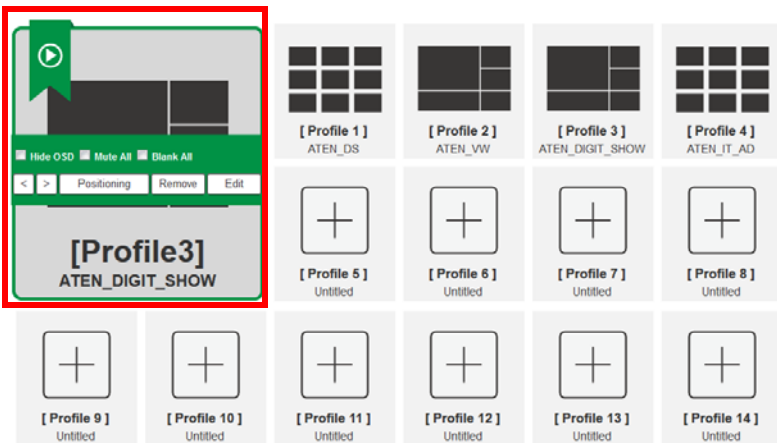 Hide OSD Mute All Blank All
< > Positioning Remove Edit
[Profile3]
ATEN_DIGIT_SHOW
[ Profile 1 ]
ATEN_DS
[ Profile 2 ]
ATEN_VW
[ Profile 3 ]
ATEN_DIGIT_SHOW
[ Profile 4 ]
ATEN_IT_AD
[ Profile 5 ]
Untitled
[ Profile 6 ]
Untitled
[ Profile 7 ]
Untitled
[ Profile 8 ]
Untitled
[ Profile 9 ]
Untitled
[ Profile 10 ]
Untitled
[ Profile 11 ]
Untitled
[ Profile 12 ]
Untitled
[ Profile 13 ]
Untitled
[ Profile 14 ]
Untitled